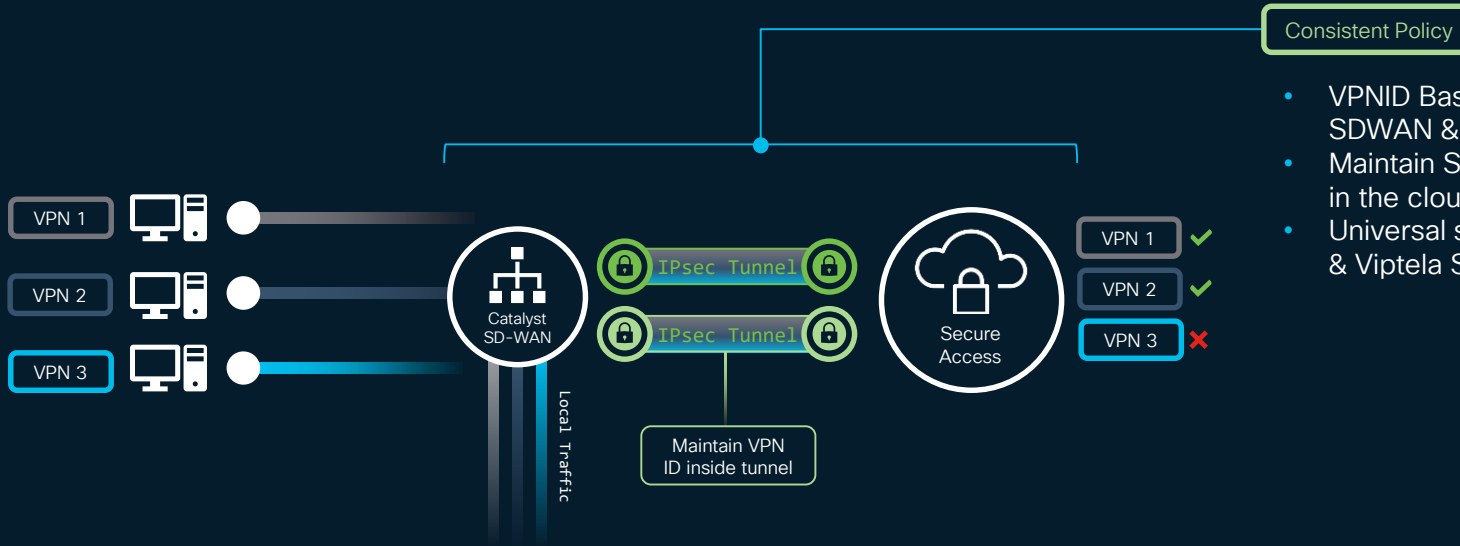 Consistent Policy
VPNID Bas
SDWAN &
Maintain S
in the clou
Universal s
& Viptela S
VPN 1
VPN 2
VPN 3
Catalyst
SD-WAN
IPsec Tunnel
IPsec Tunnel
Secure
Access
VPN 1
VPN 2
VPN 3
Local Traffic
Maintain VPN
ID inside tunnel